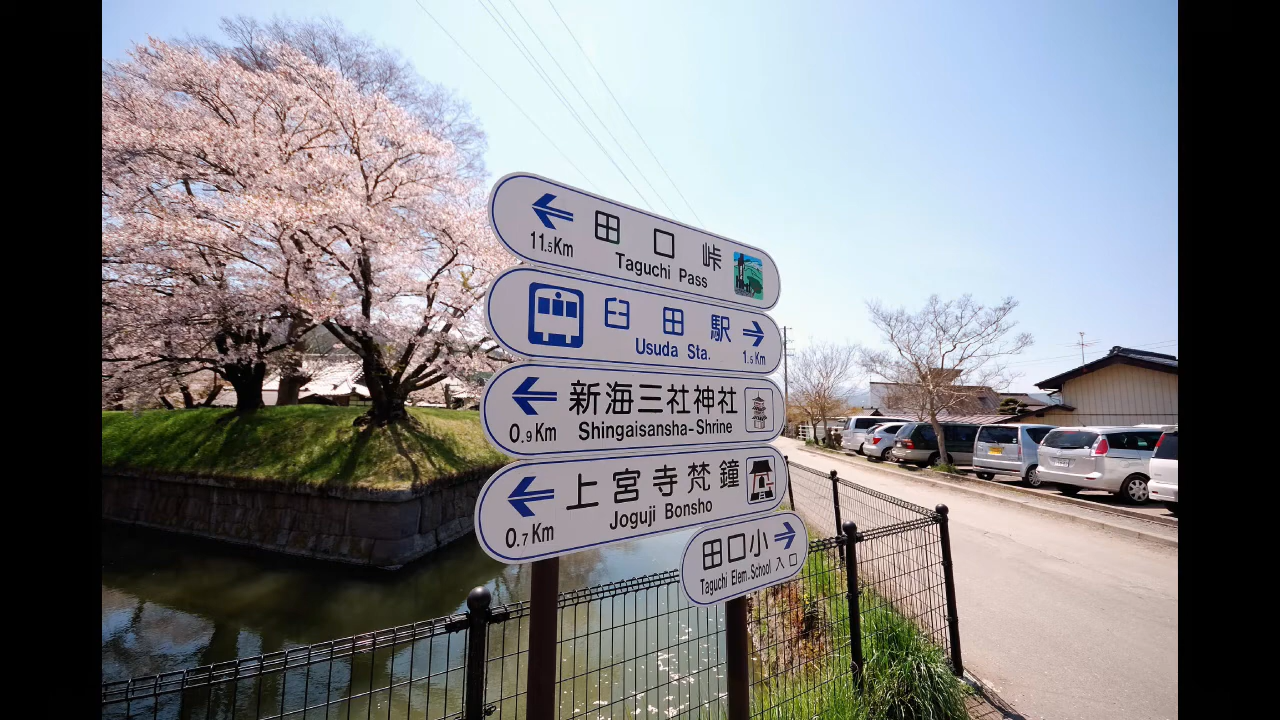 田口峠
11.5Km Taguchi Pass
臼田駅
Usuda Sta. 1.5Km
新海三社神社
0.9Km Shingaisansha-Shrine
上宮寺梵鐘
0.7Km Joguji Bonsho
田口小
Taguchi Elem.School 入口